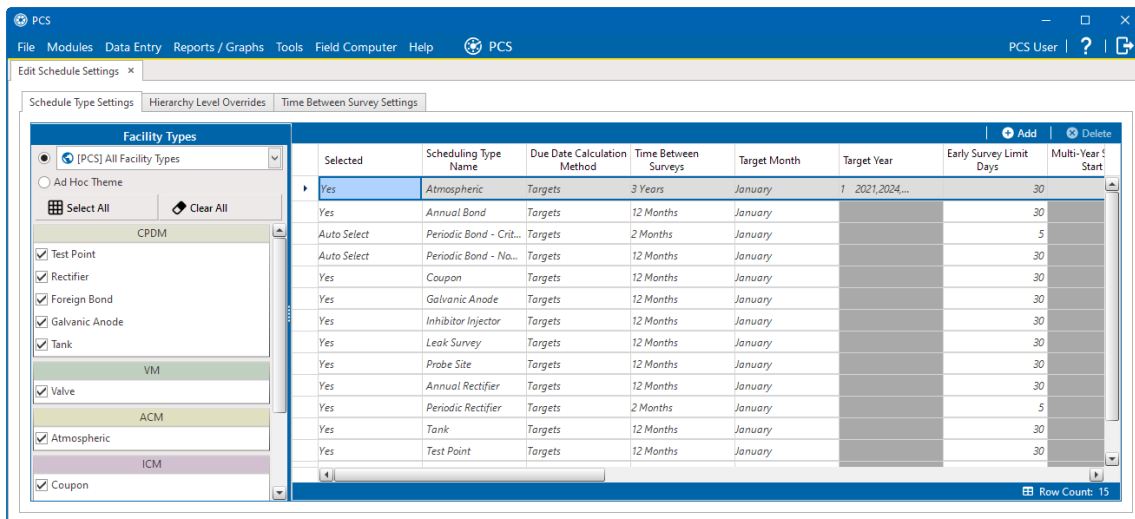 PCS
File Modules Data Entry Reports / Graphs Tools Field Computer Help PCS PCS User | ? |
Edit Schedule Settings ×
Schedule Type Settings Hierarchy Level Overrides Time Between Survey Settings
Facility Types
[PCS] All Facility Types
Ad Hoc Theme
Select All Clear All
CPDM
Test Point
Rectifier
Foreign Bond
Galvanic Anode
Tank
VM
Valve
ACM
Atmospheric
ICM
Coupon
Add Delete
Selected Scheduling Type Name Due Date Calculation Method Time Between Surveys Target Month Target Year Early Survey Limit Days Multi-Year S Start
Yes Atmospheric Targets 3 Years January 1 2021,2024,... 30
Yes Annual Bond Targets 12 Months January 30
Auto Select Periodic Bond - Crit... Targets 2 Months January 5
Auto Select Periodic Bond - No... Targets 12 Months January 30
Yes Coupon Targets 12 Months January 30
Yes Galvanic Anode Targets 12 Months January 30
Yes Inhibitor Injector Targets 12 Months January 30
Yes Leak Survey Targets 12 Months January 30
Yes Probe Site Targets 12 Months January 30
Yes Annual Rectifier Targets 12 Months January 30
Yes Periodic Rectifier Targets 2 Months January 5
Yes Tank Targets 12 Months January 30
Yes Test Point Targets 12 Months January 30
Row Count: 15